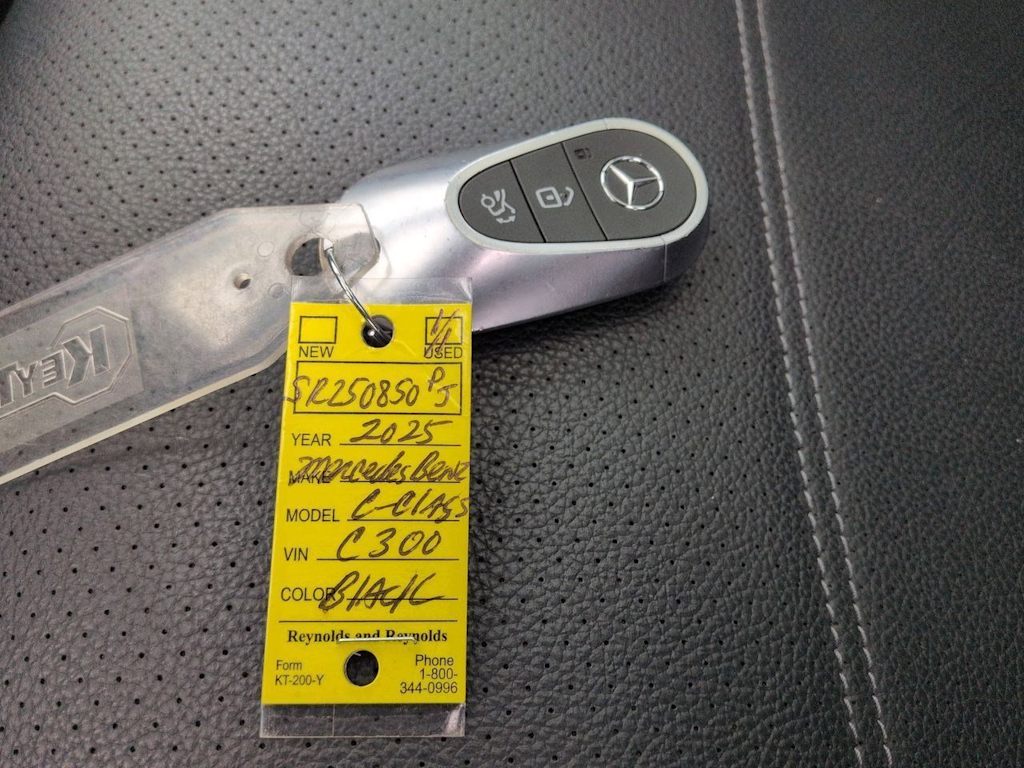 KEYT
NEW
USED
SR250850 PJ
YEAR 2025
MAKE Mercedes Benz
MODEL C-Class
VIN C300
COLOR Black
Reynolds and Reynolds
Form
KT-200-Y
Phone
1-800-
344-0996